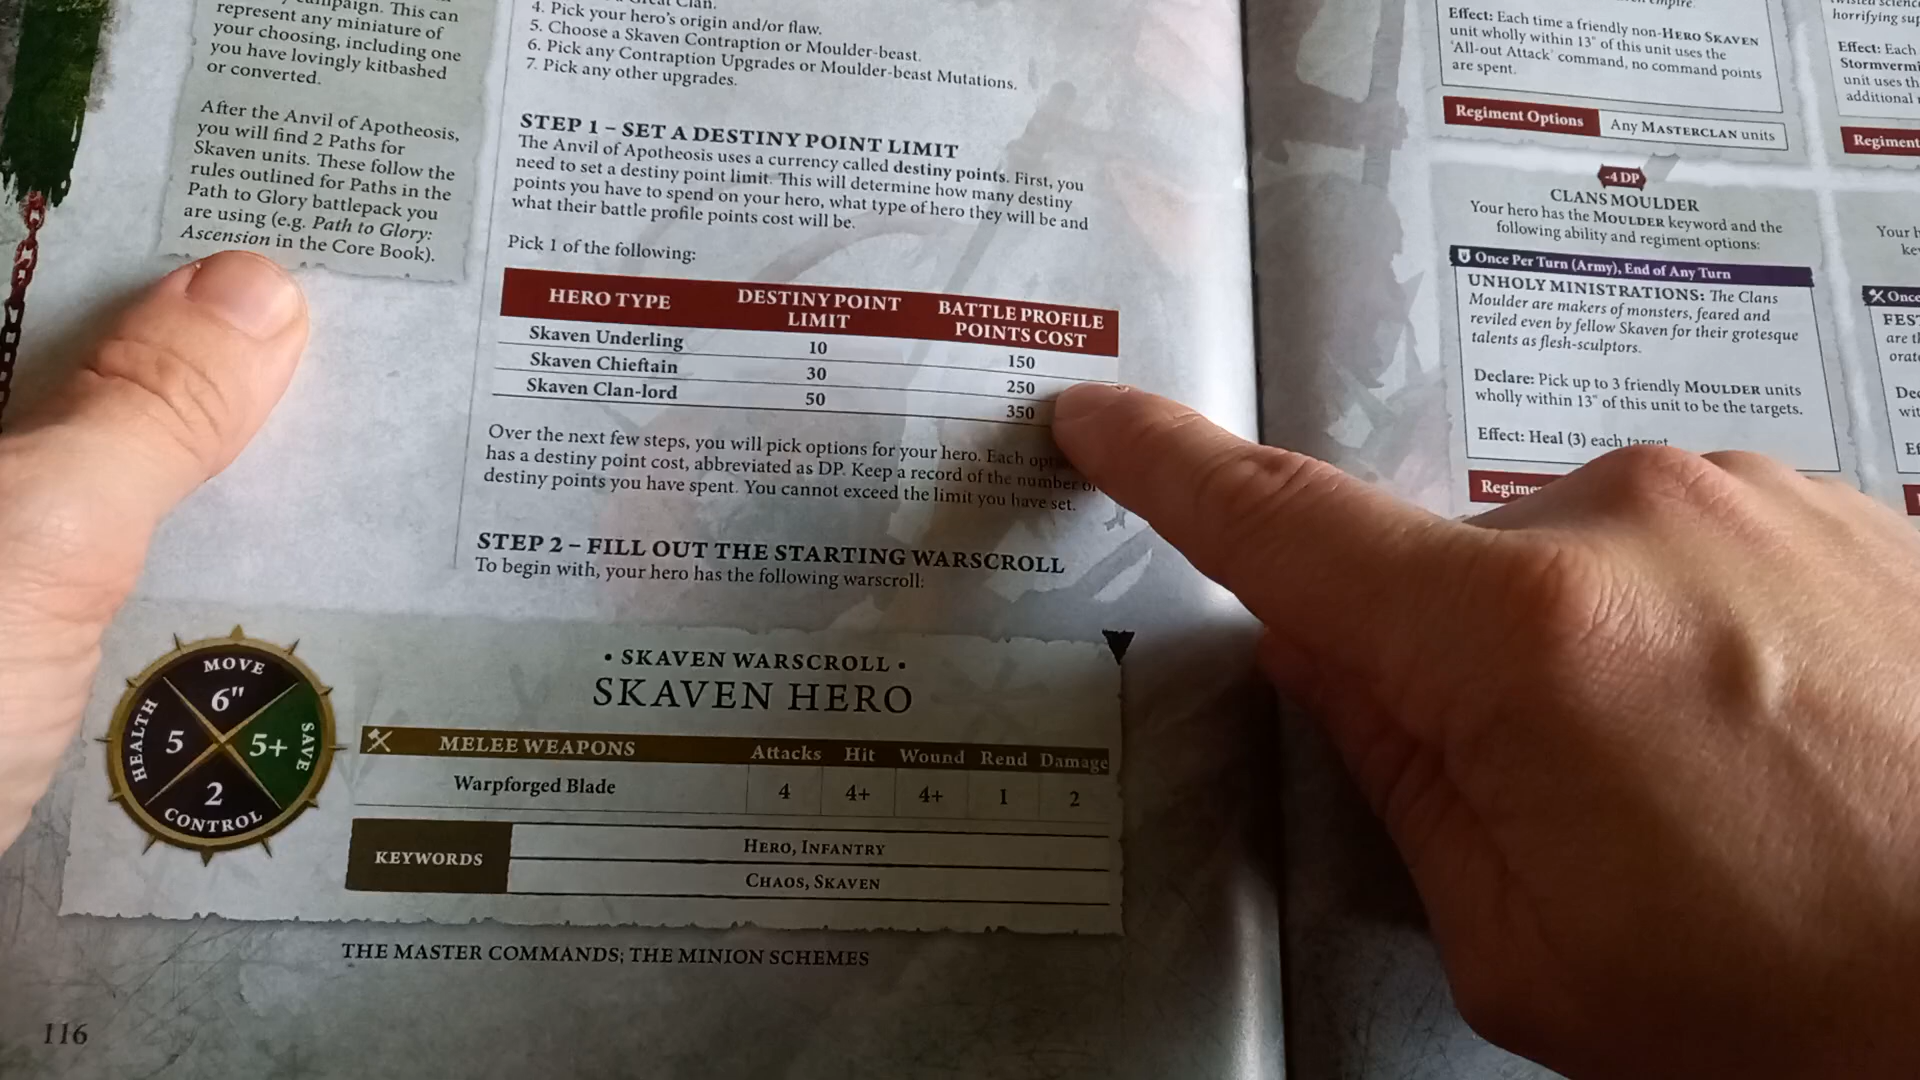 campaign. This can
represent any miniature of
your choosing, including one
you have lovingly kitbashed
or converted.
After the Anvil of Apotheosis,
you will find 2 Paths for
Skaven units. These follow the
rules outlined for Paths in the
Path to Glory battlepack you
are using (e.g. Path to Glory:
Ascension in the Core Book).
Great Clan.
4. Pick your hero's origin and/or flaw.
5. Choose a Skaven Contraption or Moulder-beast.
6. Pick any Contraption Upgrades or Moulder-beast Mutations.
7. Pick any other upgrades.
STEP 1 – SET A DESTINY POINT LIMIT
The Anvil of Apotheosis uses a currency called destiny points. First, you
need to set a destiny point limit. This will determine how many destiny
points you have to spend on your hero, what type of hero they will be and
what their battle profile points cost will be.
Pick 1 of the following:
HERO TYPE DESTINY POINT LIMIT BATTLE PROFILE POINTS COST
Skaven Underling 10 150
Skaven Chieftain 30 250
Skaven Clan-lord 50 350
Over the next few steps, you will pick options for your hero. Each
has a destiny point cost, abbreviated as DP. Keep a record of the number of
destiny points you have spent. You cannot exceed the limit you have set.
STEP 2 – FILL OUT THE STARTING WARSCROLL
To begin with, your hero has the following warscroll:
• SKAVEN WARSCROLL •
SKAVEN HERO
MOVE
6"
HEALTH
5
5+
SAVE
2
CONTROL
MELEE WEAPONS Attacks Hit Wound Rend Damage
Warpforged Blade 4 4+ 4+ 1 2
KEYWORDS
HERO, INFANTRY
CHAOS, SKAVEN
THE MASTER COMMANDS; THE MINION SCHEMES
116
Effect: Each time a friendly non-HERO SKAVEN
unit wholly within 13" of this unit uses the
'All-out Attack' command, no command points
are spent.
Regiment Options Any MASTERCLAN units
-4 DP
CLANS MOULDER
Your hero has the MOULDER keyword and the
following ability and regiment options:
Once Per Turn (Army), End of Any Turn
UNHOLY MINISTRATIONS: The Clans
Moulder are makers of monsters, feared and
reviled even by fellow Skaven for their grotesque
talents as flesh-sculptors.
Declare: Pick up to 3 friendly MOULDER units
wholly within 13" of this unit to be the targets.
Effect: Heal (3) each target
horrifying
Effect: Each
unit uses
additional
Regiment
Your
Once
are